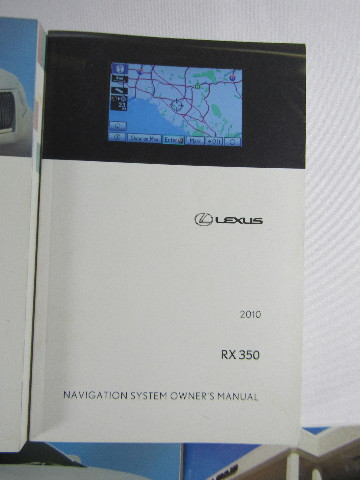 LEXUS
2010
RX 350
NAVIGATION SYSTEM OWNER'S MANUAL